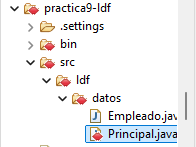 practica9-ldf
.settings
bin
src
ldf
datos
Empleado.jav
Principal.java